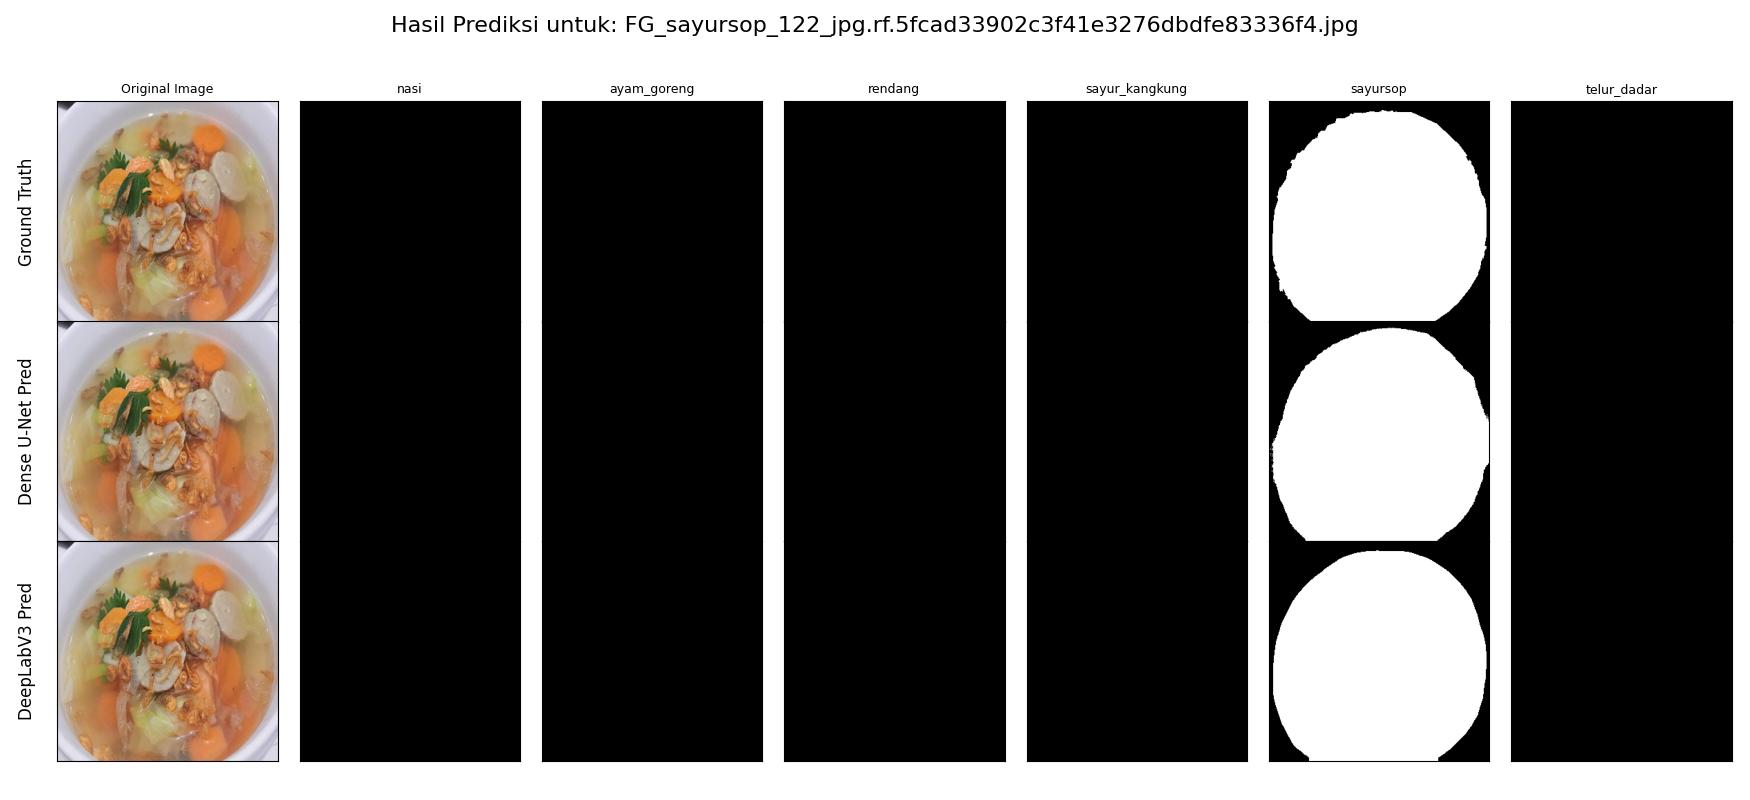 Hasil Prediksi untuk: FG_sayursop_122_jpg.rf.5fcad33902c3f41e3276dbdfe83336f4.jpg
Original Image
nasi
ayam_goreng
rendang
sayur_kangkung
sayursop
telur_dadar
Ground Truth
Dense U-Net Pred
DeepLabV3 Pred